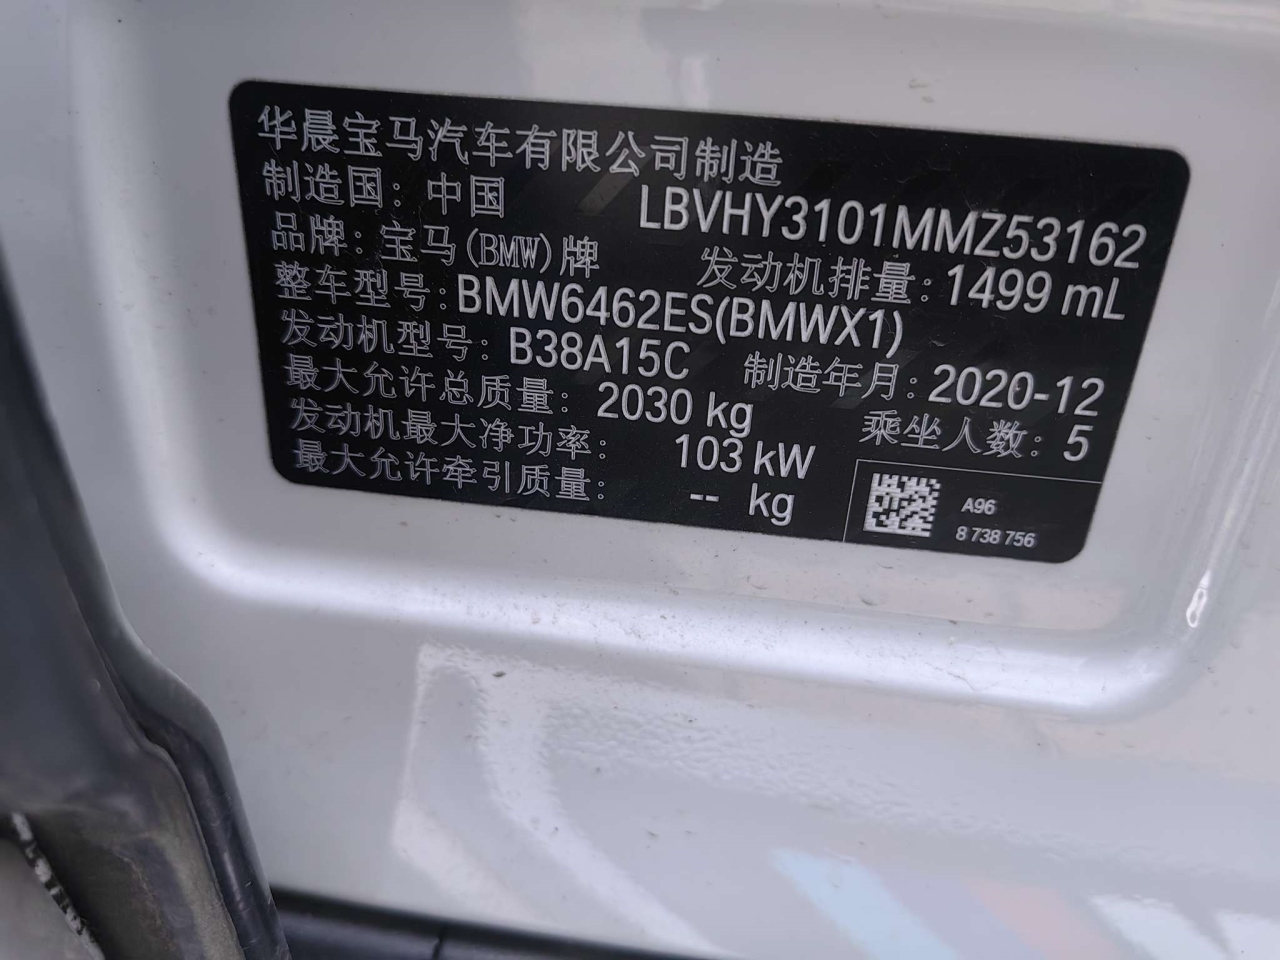 华晨宝马汽车有限公司制造
制造国：中国 LBVHY3101MMZ53162
品牌：宝马(BMW)牌 发动机排量：1499 mL
整车型号：BMW6462ES(BMWX1)
发动机型号：B38A15C 制造年月：2020-12
最大允许总质量：2030 kg 乘坐人数：5
发动机最大净功率：103 kW
最大允许牵引质量：-- kg
A96
8 738 756